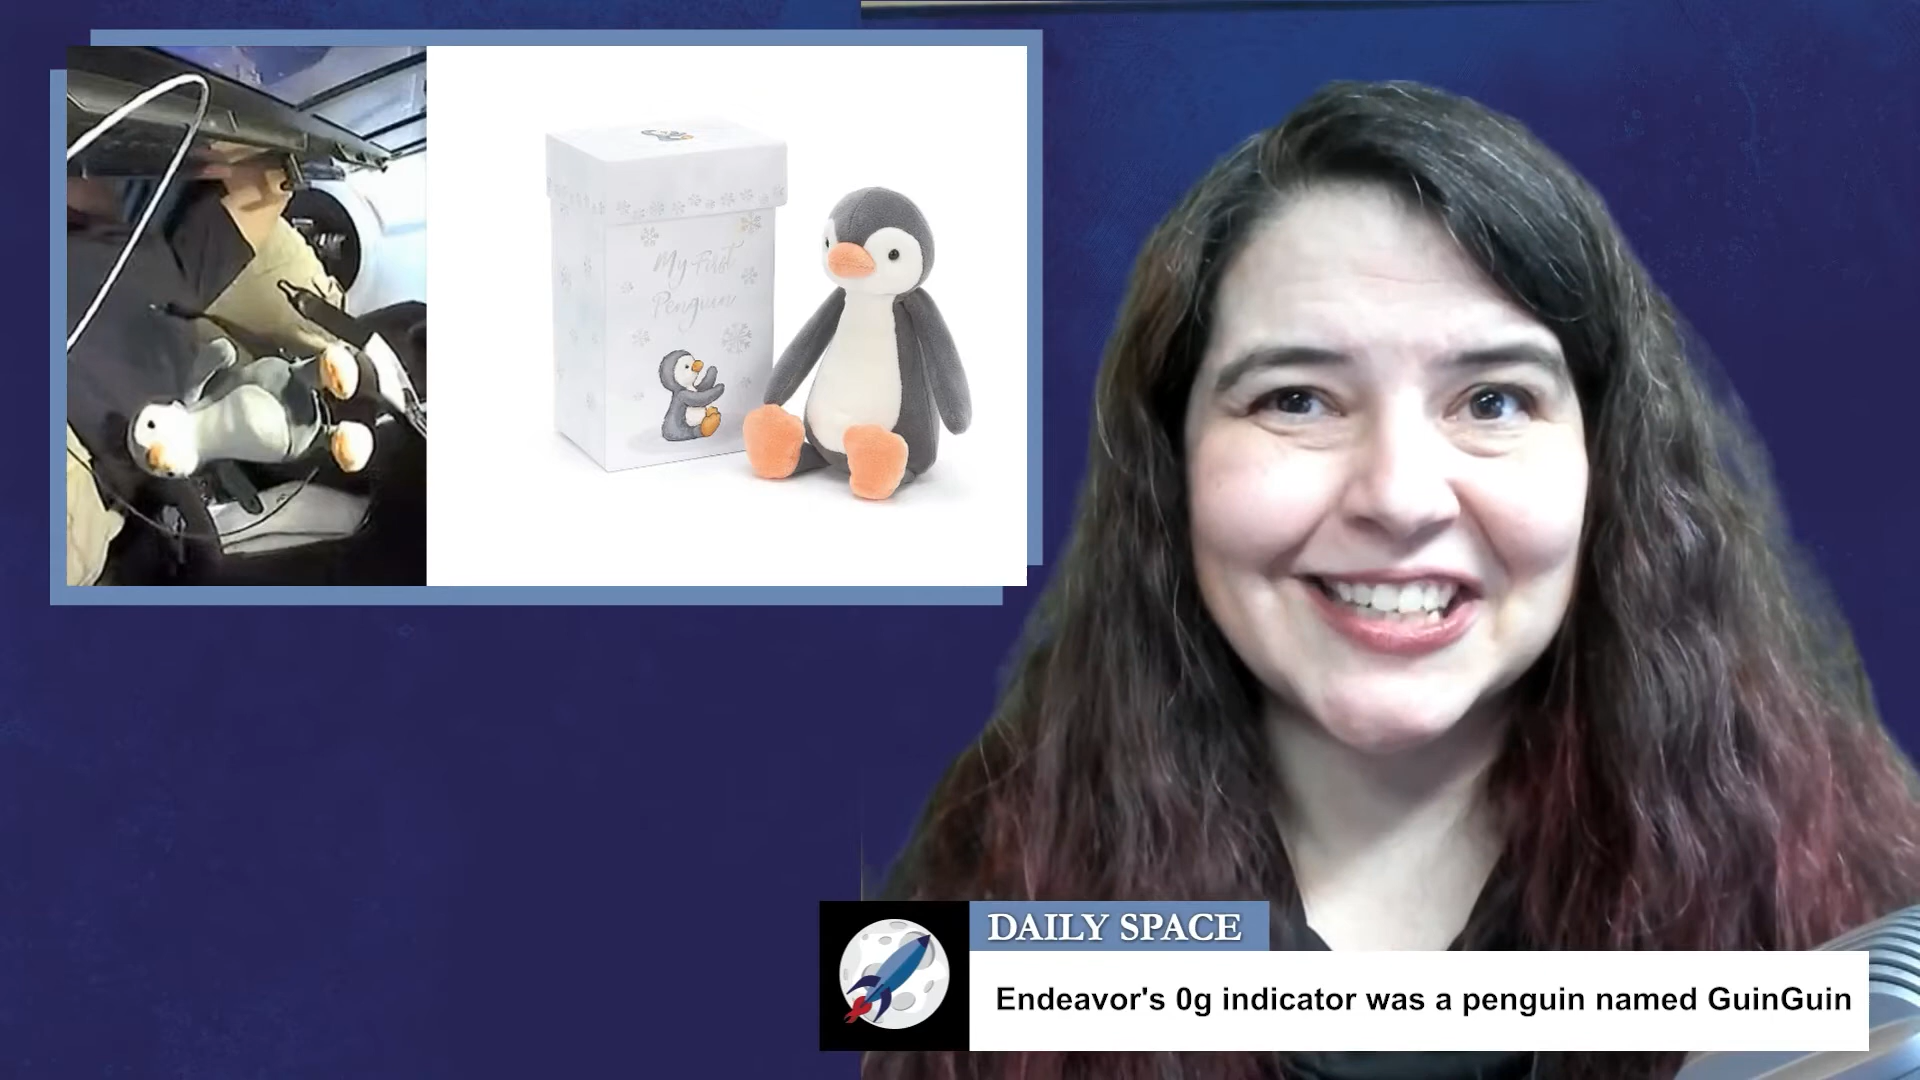 My First
Penguin
DAILY SPACE
Endeavor's 0g indicator was a penguin named GuinGuin